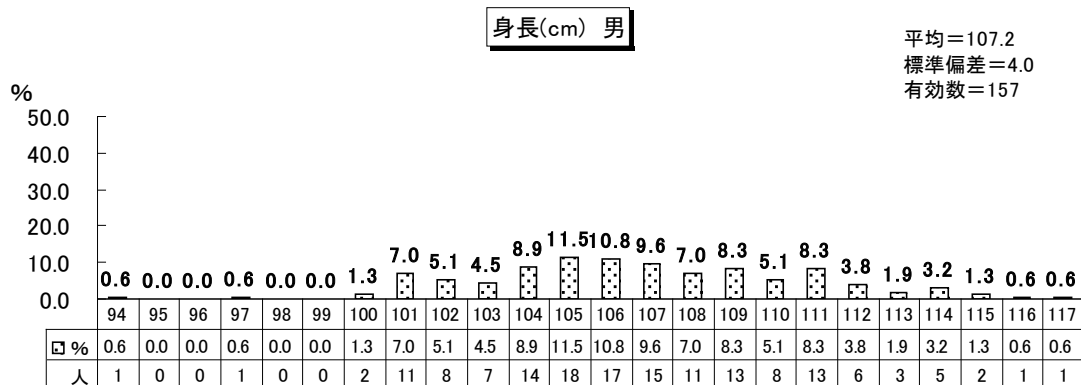 身長(cm) 男
平均=107.2
標準偏差=4.0
有効数=157
%
50.0
40.0
30.0
20.0
10.0
0.0
0.6 0.0 0.0 0.6 0.0 0.0 1.3 7.0 5.1 4.5 8.9 11.5 10.8 9.6 7.0 8.3 5.1 8.3 3.8 1.9 3.2 1.3 0.6 0.6
94 95 96 97 98 99 100 101 102 103 104 105 106 107 108 109 110 111 112 113 114 115 116 117
% 0.6 0.0 0.0 0.6 0.0 0.0 1.3 7.0 5.1 4.5 8.9 11.5 10.8 9.6 7.0 8.3 5.1 8.3 3.8 1.9 3.2 1.3 0.6 0.6
人 1 0 0 1 0 0 2 11 8 7 14 18 17 15 11 13 8 13 6 3 5 2 1 1